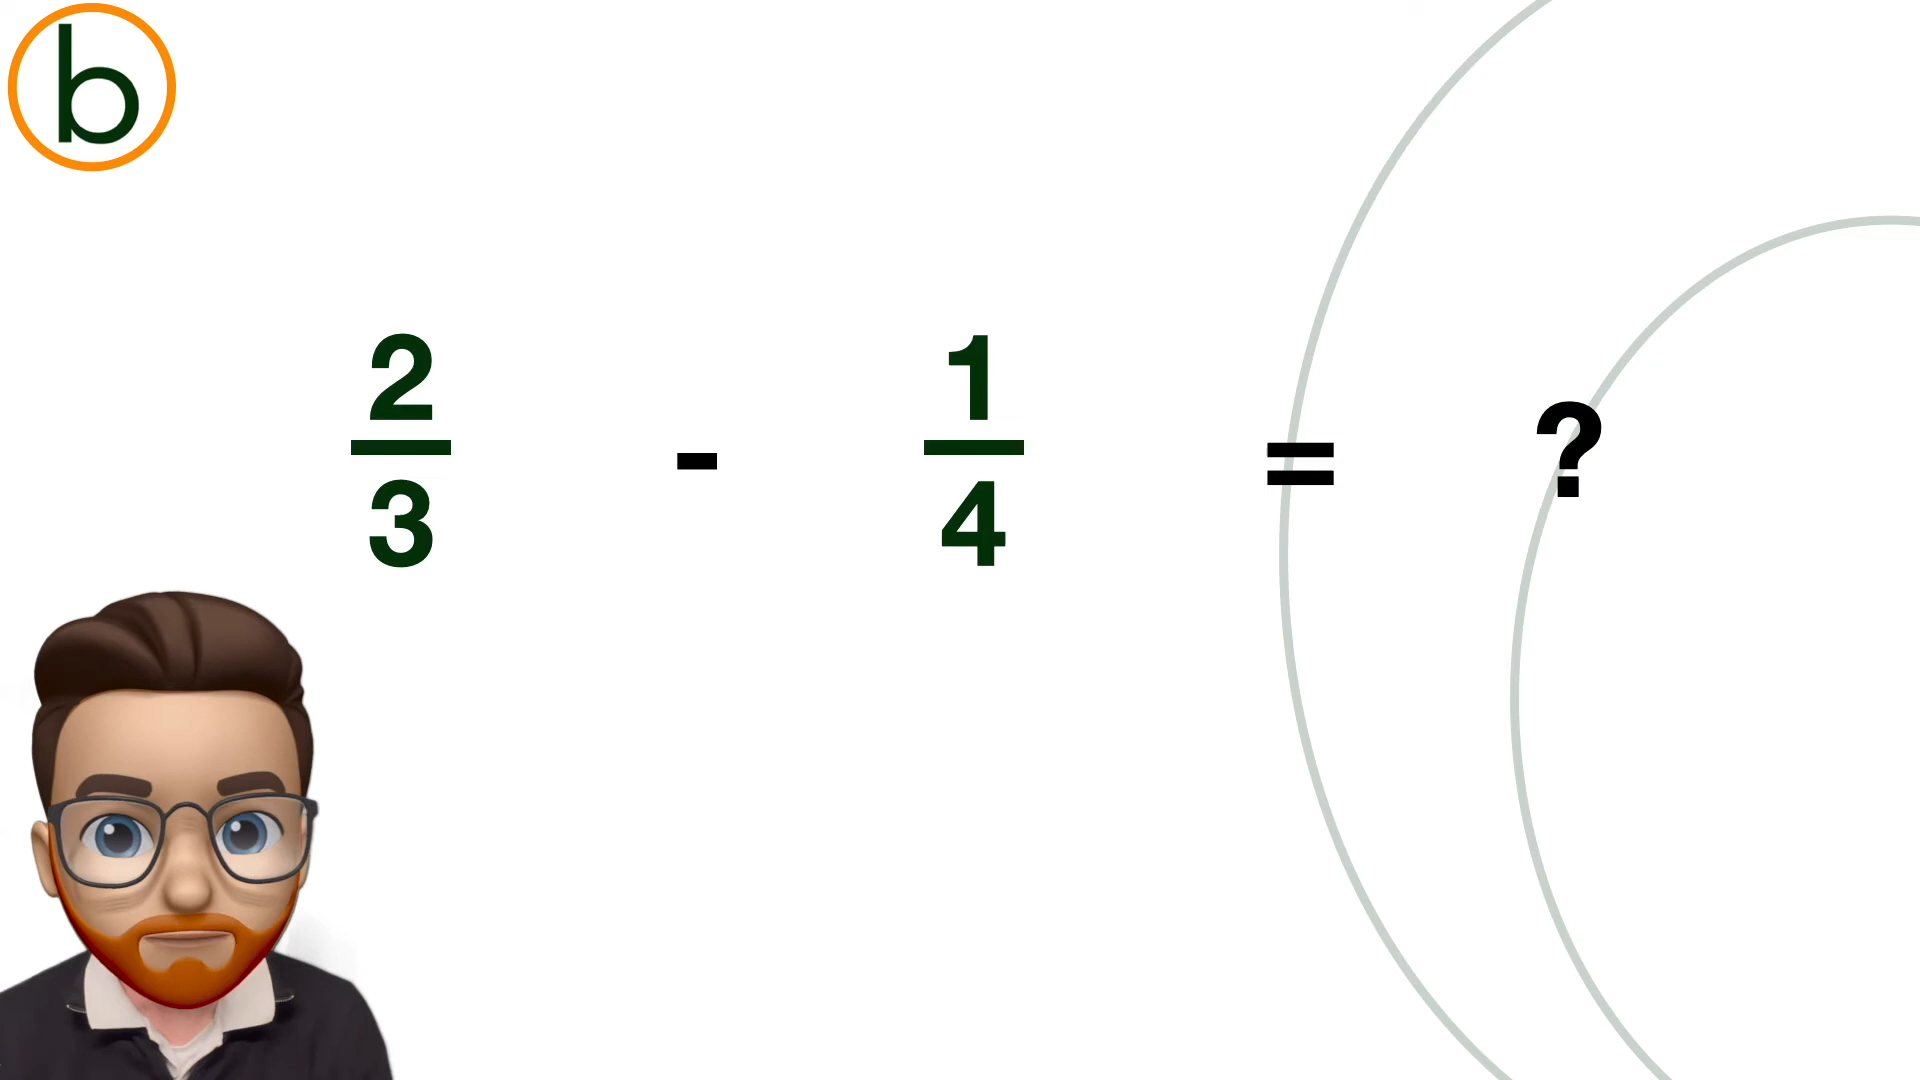 b
2/3 - 1/4 = ?